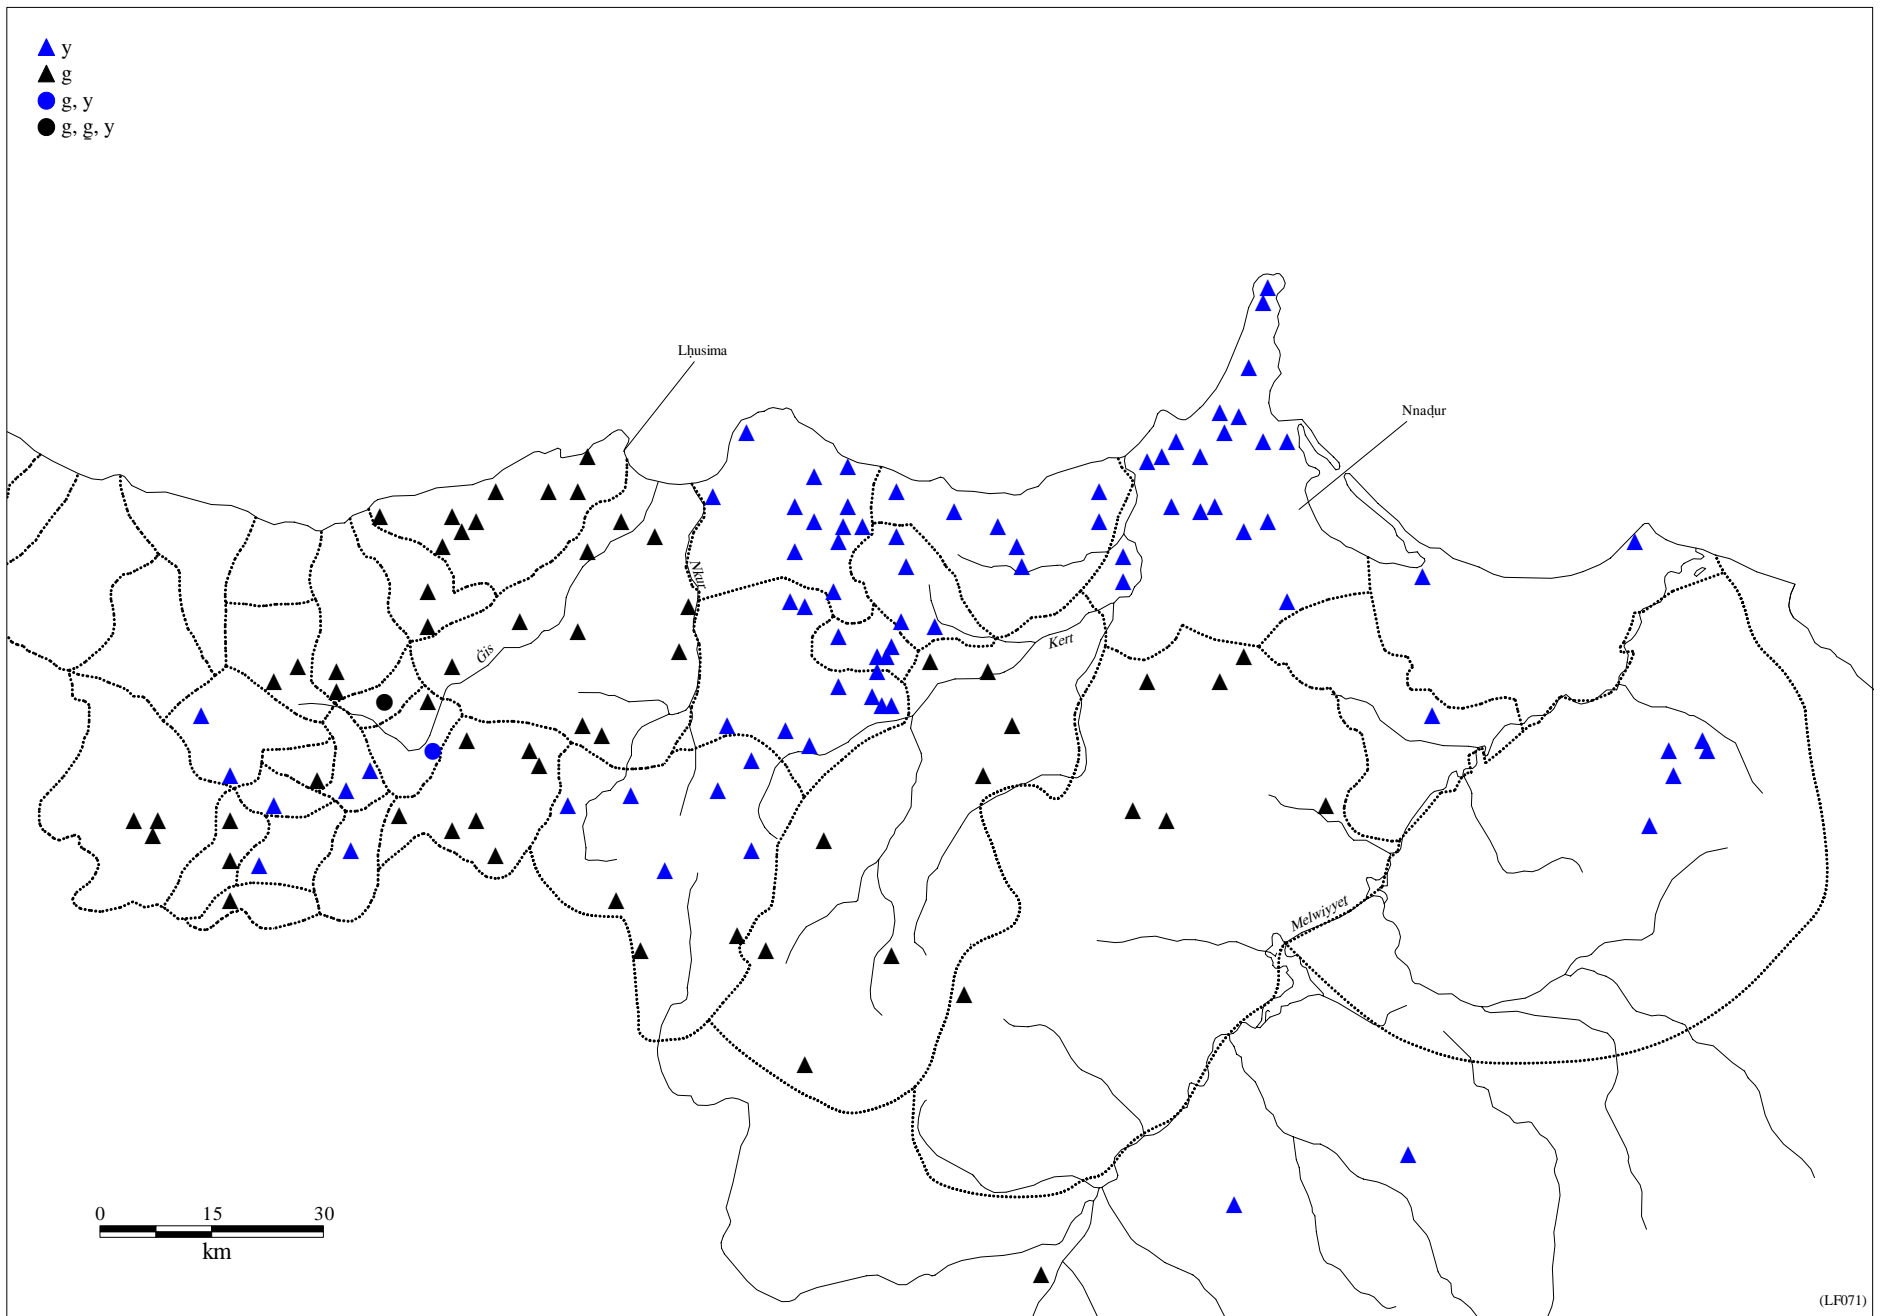 y
g
g, y
g, g̱, y
Lḥusima
Nnaḍur
Nkur
Ġis
Kert
Melwiyyet
0 15 30
km
(LF071)